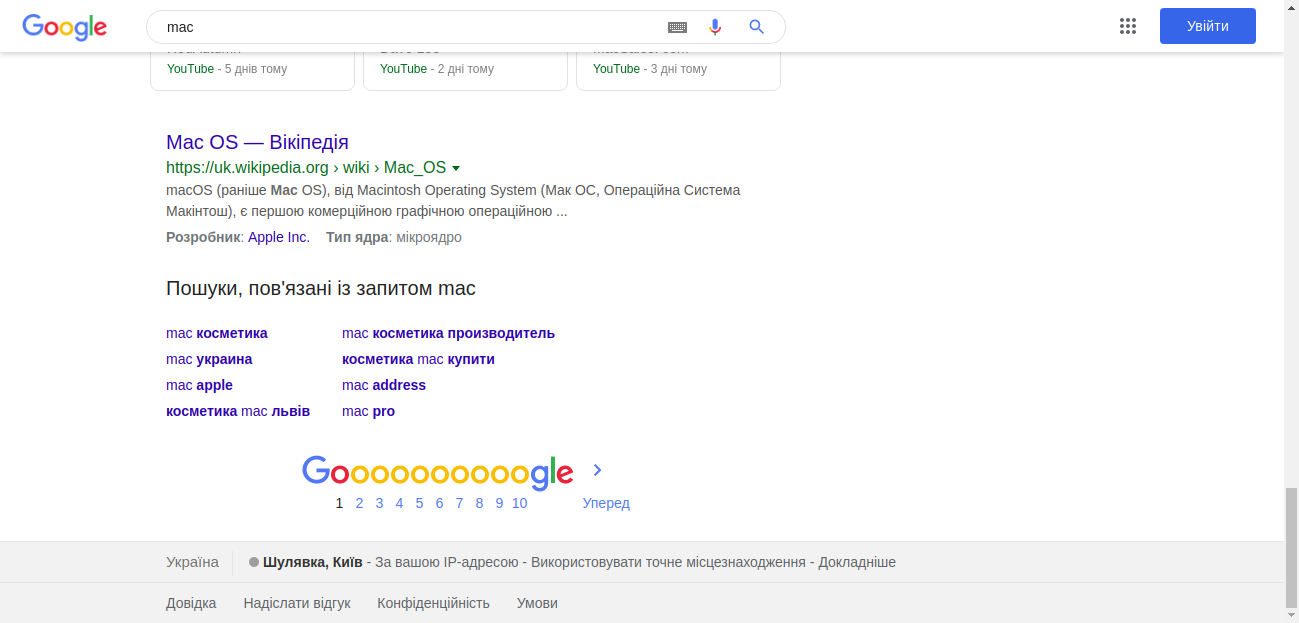 Google
mac
Увійти
YouTube - 5 днів тому
YouTube - 2 дні тому
YouTube - 3 дні тому
Mac OS — Вікіпедія
https://uk.wikipedia.org › wiki › Mac_OS
macOS (раніше Mac OS), від Macintosh Operating System (Мак ОС, Операційна Система
Макінтош), є першою комерційною графічною операційною ...
Розробник: Apple Inc. Тип ядра: мікроядро
Пошуки, пов'язані із запитом mac
mac косметика
mac косметика производитель
mac украина
косметика mac купити
mac apple
mac address
косметика mac львів
mac pro
Goooooooooogle
1 2 3 4 5 6 7 8 9 10 Уперед
Україна
Шулявка, Київ - За вашою IP-адресою - Використовувати точне місцезнаходження - Докладніше
Довідка Надіслати відгук Конфіденційність Умови